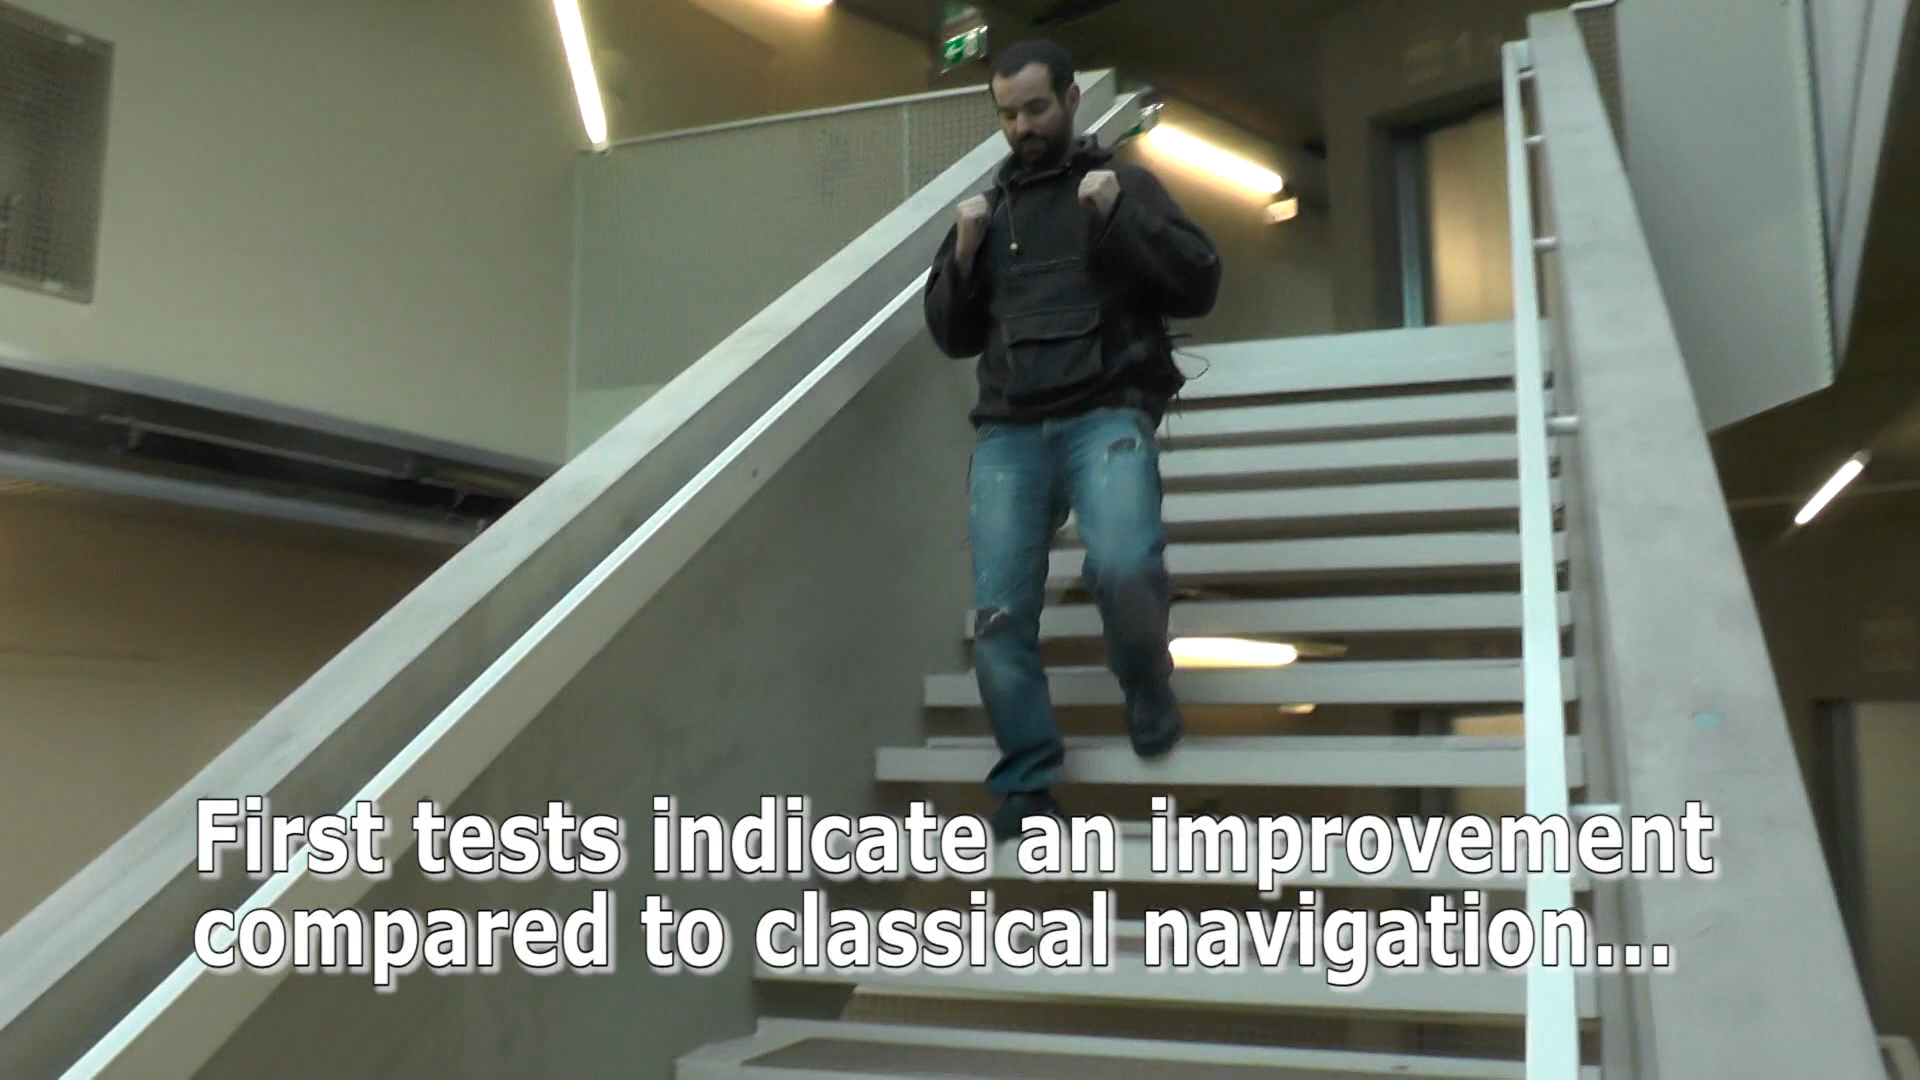 First tests indicate an improvement
compared to classical navigation...